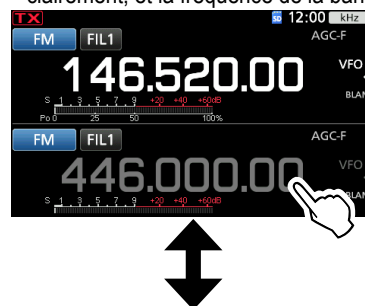 clairement, et la fréquence de la ban
TX 12:00 kHz
FM FIL1 AGC-F
146.520.00 VFO
BLAN
S 1 3 5 7 9 +20 +40 +60dB
Po 0 25 50 100%
FM FIL1 AGC-F
446.000.00 VFO
BLAN
S 1 3 5 7 9 +20 +40 +60dB